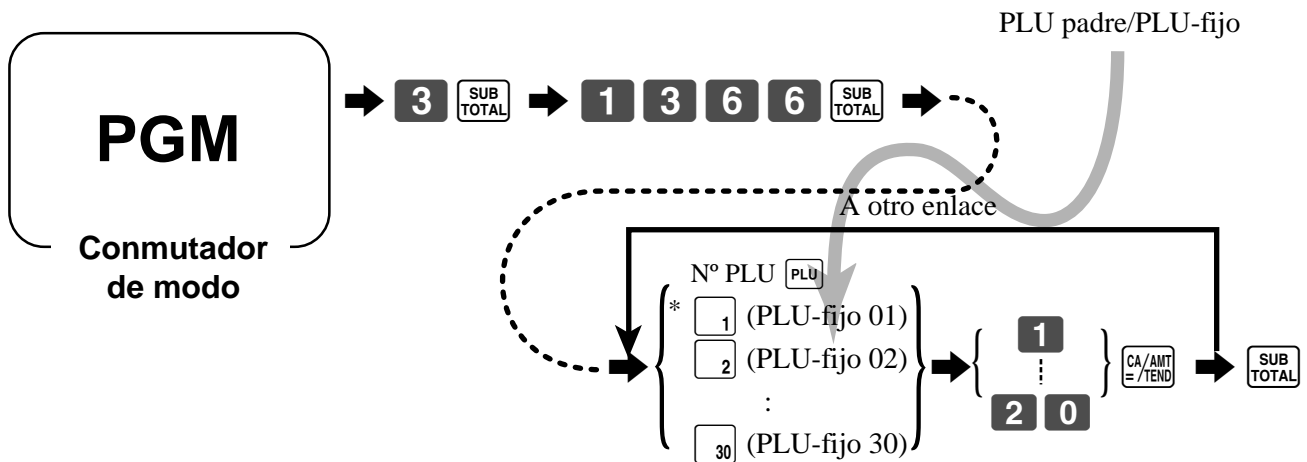 PLU padre/PLU-fijo
PGM
3 SUB TOTAL 1 3 6 6 SUB TOTAL
A otro enlace
Conmutador
de modo
Nº PLU PLU
* 1 (PLU-fijo 01)
2 (PLU-fijo 02)
:
30 (PLU-fijo 30)
1
2 0
CA/AMT
= /TEND
SUB
TOTAL